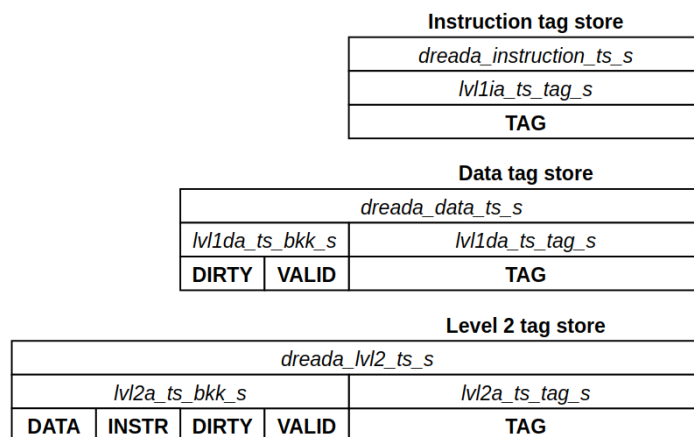 Instruction tag store
dreada_instruction_ts_s
lvl1ia_ts_tag_s
TAG
Data tag store
dreada_data_ts_s
lvl1da_ts_bkk_s lvl1da_ts_tag_s
DIRTY VALID TAG
Level 2 tag store
dreada_lvl2_ts_s
lvl2a_ts_bkk_s lvl2a_ts_tag_s
DATA INSTR DIRTY VALID TAG